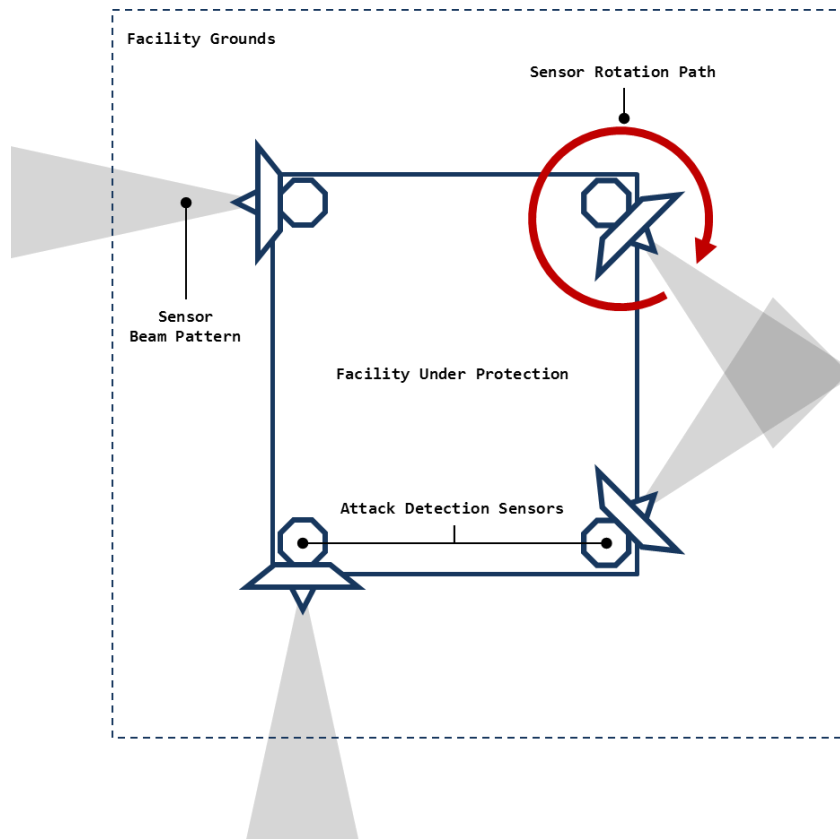 Facility Grounds
Sensor Rotation Path
Sensor
Beam Pattern
Facility Under Protection
Attack Detection Sensors